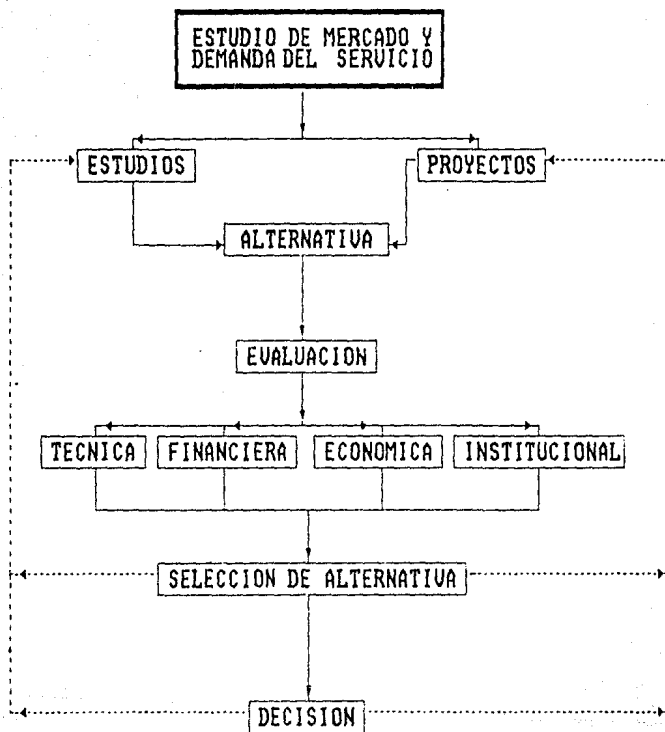 ESTUDIO DE MERCADO Y
DEMANDA DEL SERVICIO
ESTUDIOS
PROYECTOS
ALTERNATIVA
EVALUACION
TECNICA
FINANCIERA
ECONOMICA
INSTITUCIONAL
SELECCION DE ALTERNATIVA
DECISION